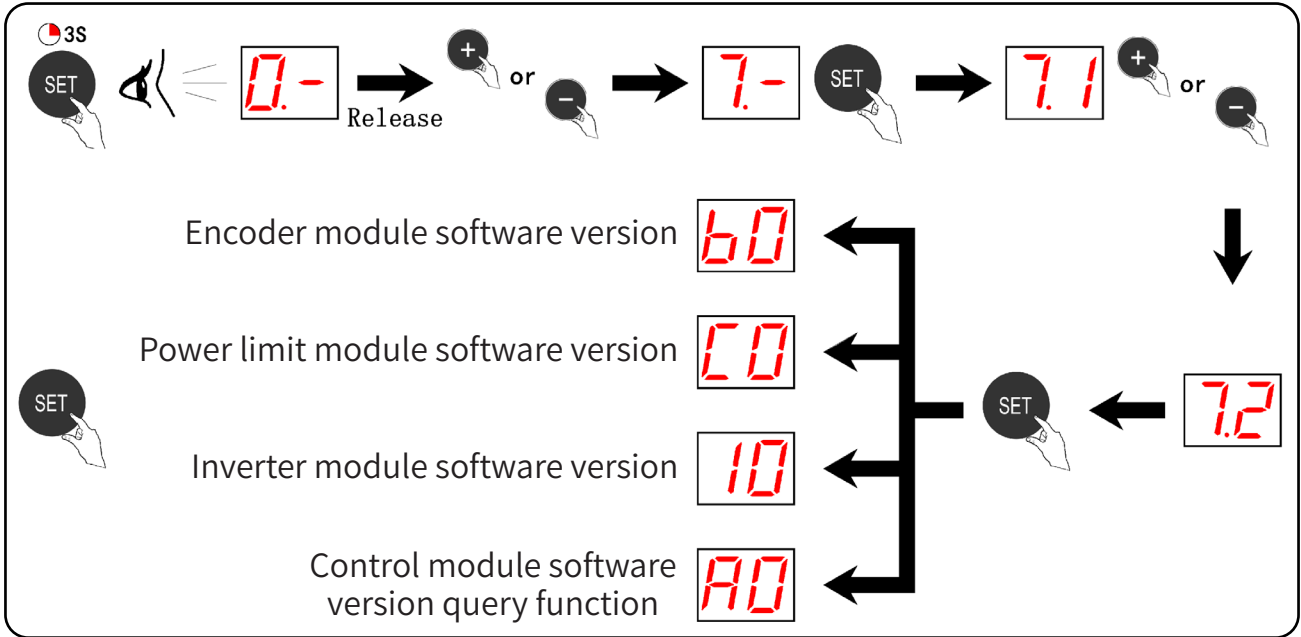 3S
SET
0.-
Release
+
or
-
7.-
SET
7.1
+
or
-
Encoder module software version
b0
Power limit module software version
C0
SET
SET
7.2
Inverter module software version
10
Control module software
version query function
A0